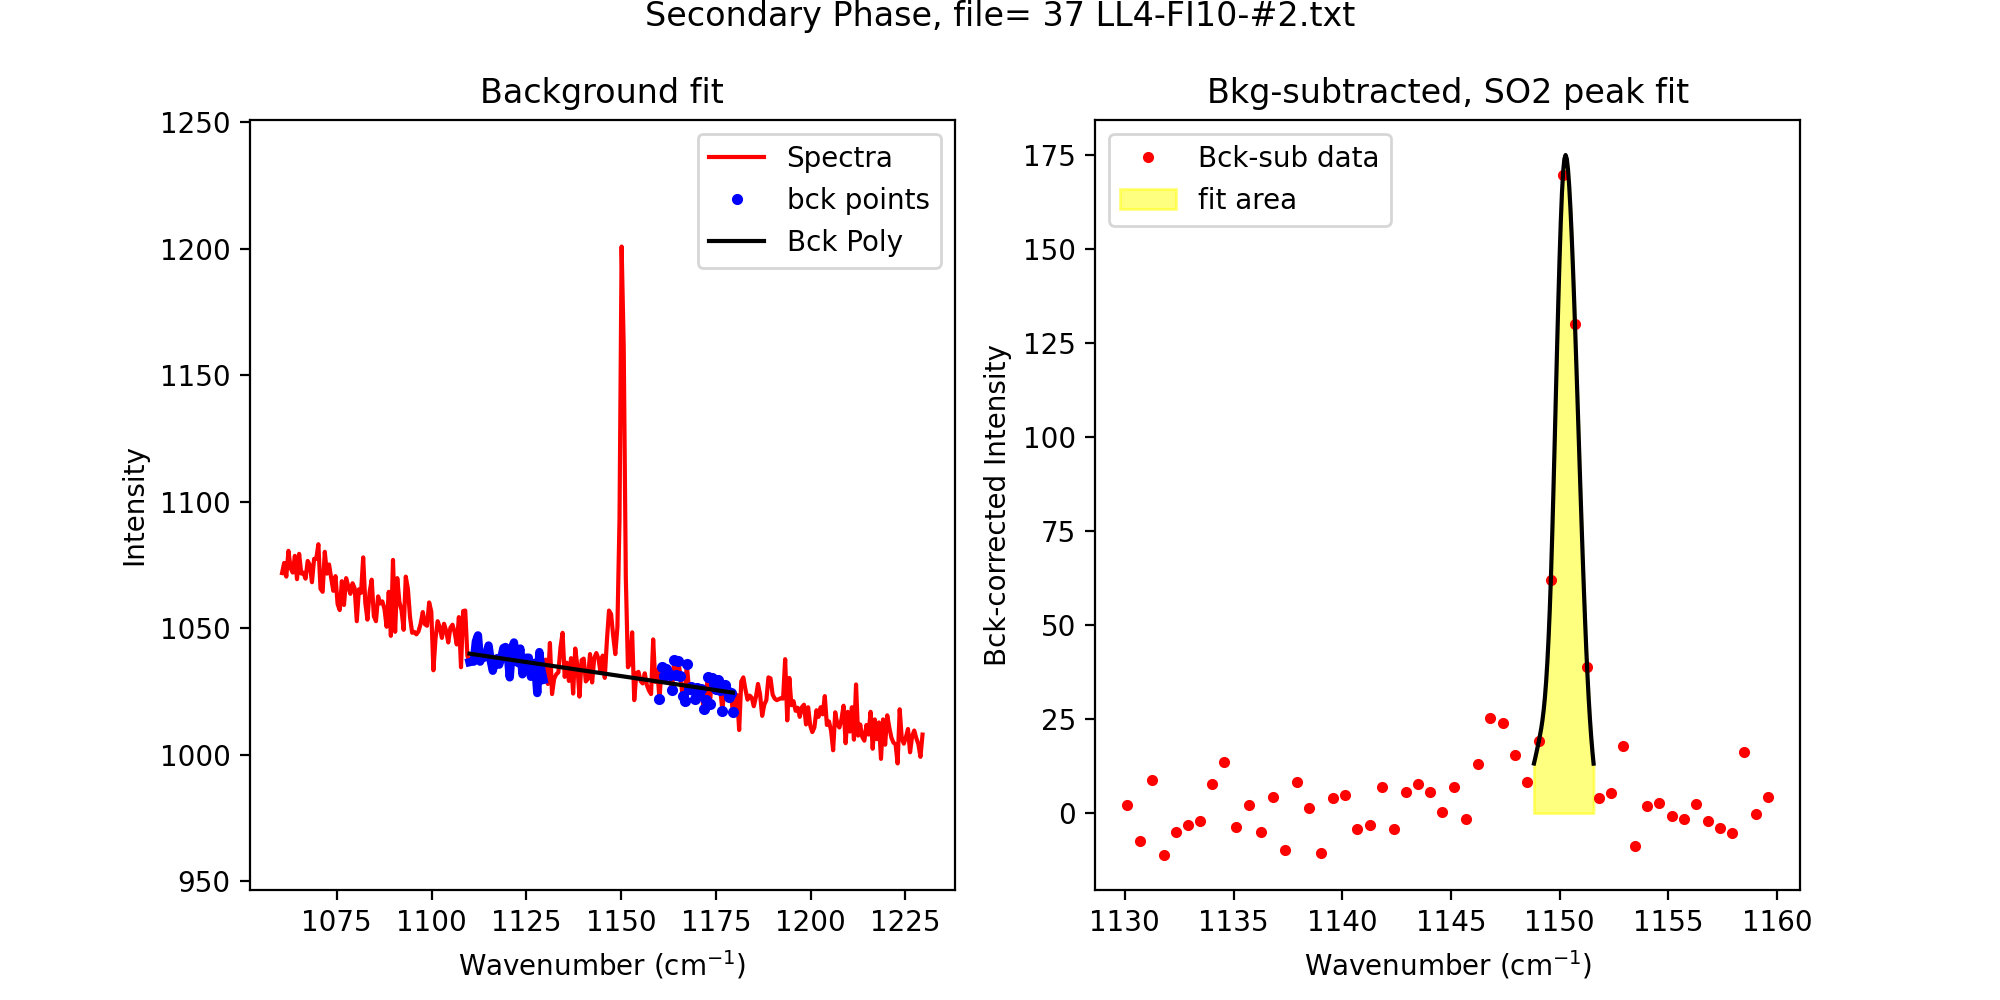 Secondary Phase, file= 37 LL4-FI10-#2.txt
Background fit
1250
1200
1150
1100
1050
1000
950
Intensity
Spectra
bck points
Bck Poly
1075 1100 1125 1150 1175 1200 1225
Wavenumber (cm⁻¹)
Bkg-subtracted, SO2 peak fit
175
150
125
100
75
50
25
0
Bck-corrected Intensity
Bck-sub data
fit area
1130 1135 1140 1145 1150 1155 1160
Wavenumber (cm⁻¹)